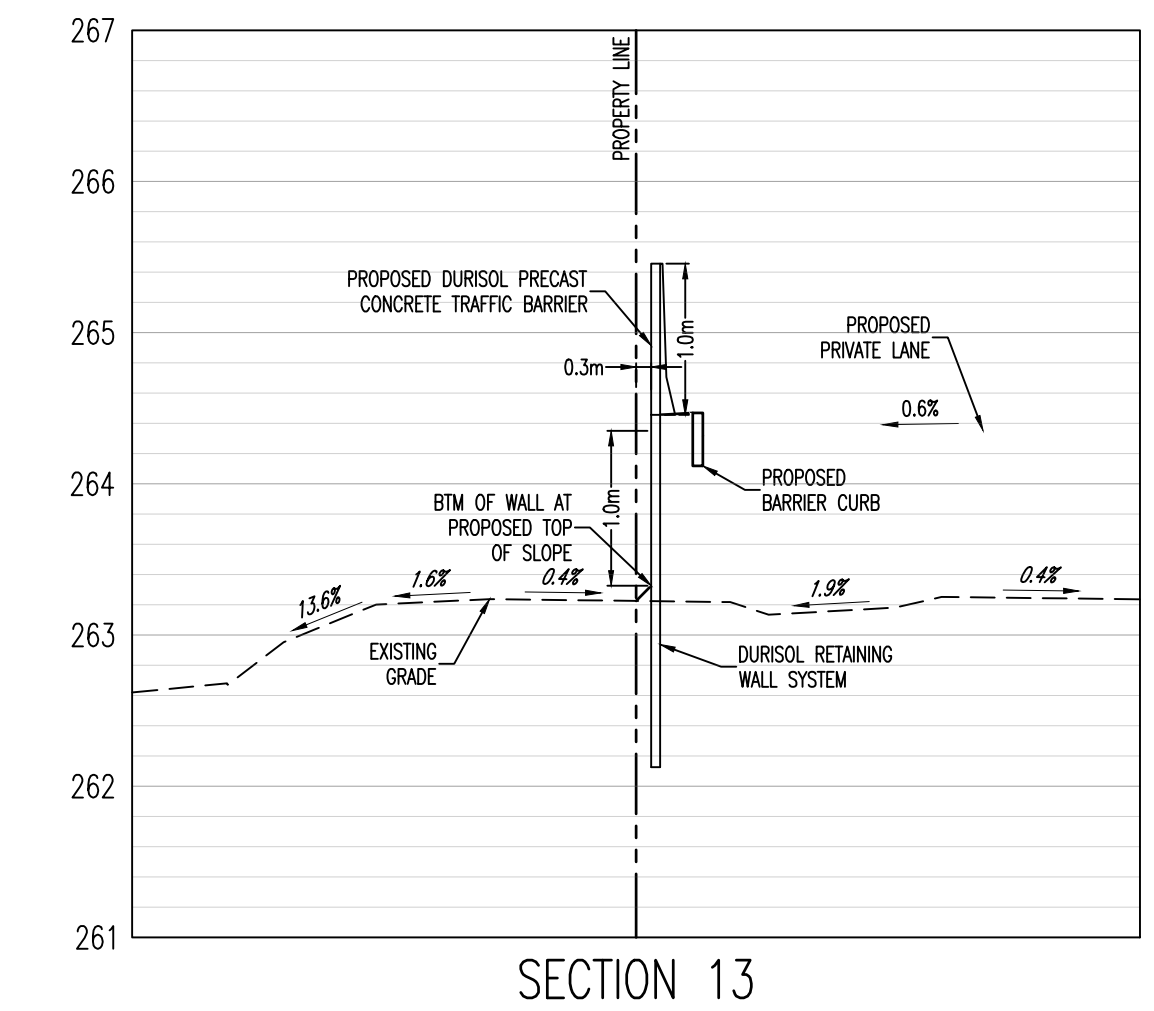 267
PROPERTY LINE
266
PROPOSED DURISOL PRECAST
CONCRETE TRAFFIC BARRIER
1.0m
265
PROPOSED
PRIVATE LANE
0.3m
0.6%
264
PROPOSED
BARRIER CURB
BTM OF WALL AT
PROPOSED TOP
OF SLOPE
1.0m
13.6%
1.6%
0.4%
1.9%
0.4%
263
EXISTING
GRADE
DURISOL RETAINING
WALL SYSTEM
262
261
SECTION 13